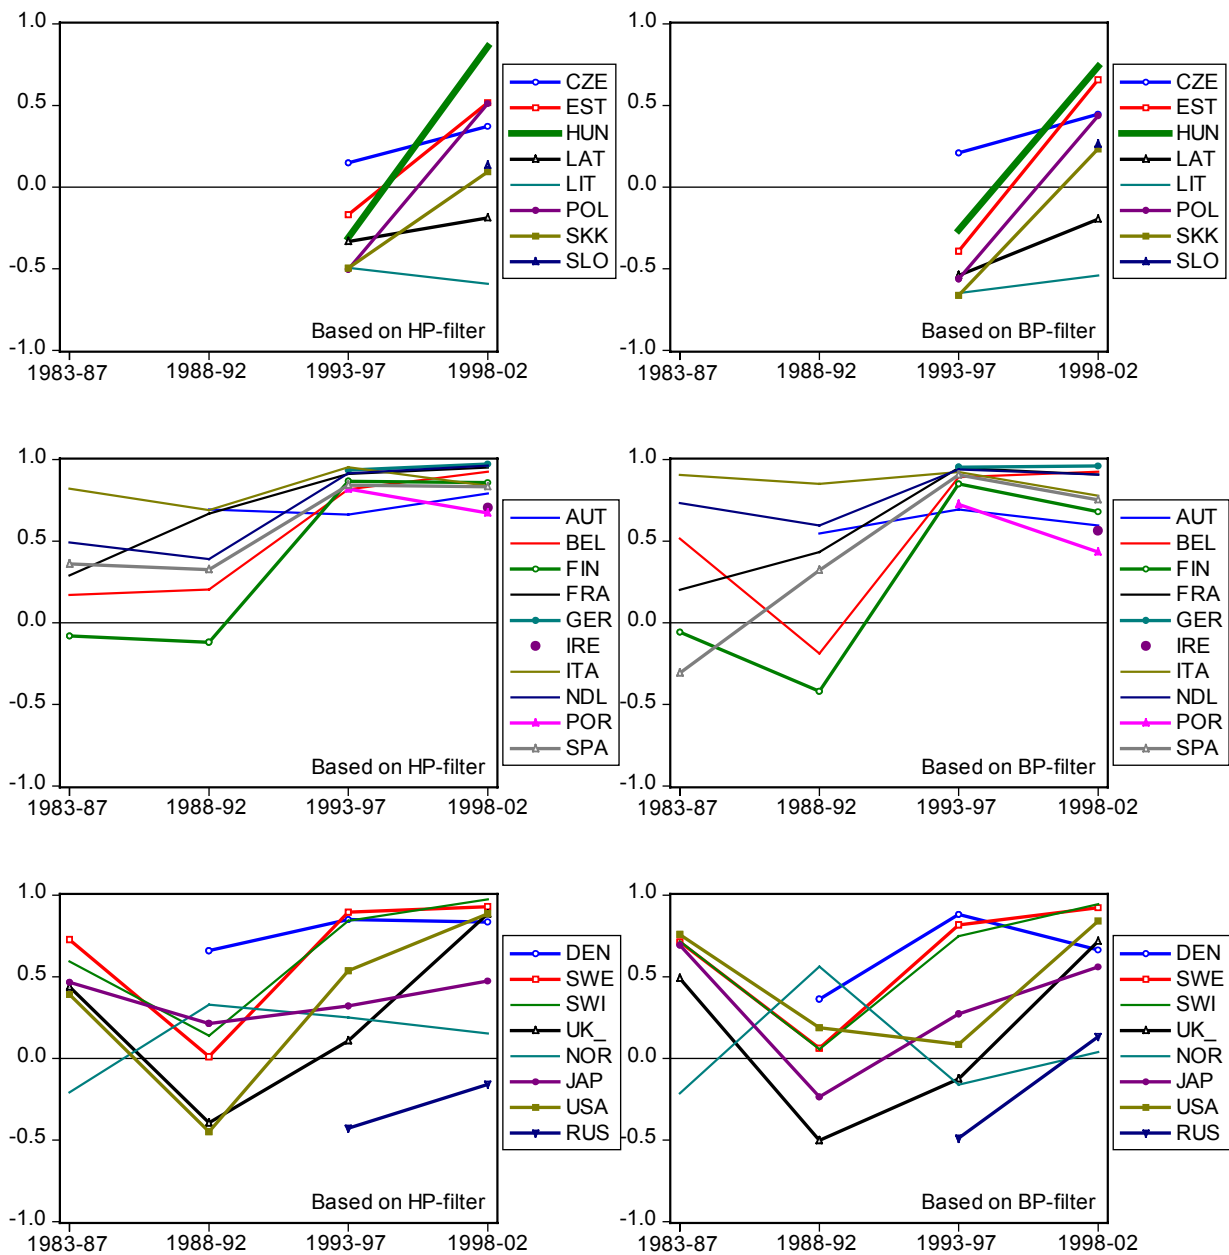 1.0
0.5
0.0
-0.5
-1.0
1983-87 1988-92 1993-97 1998-02
Based on HP-filter
CZE
EST
HUN
LAT
LIT
POL
SKK
SLO
1.0
0.5
0.0
-0.5
-1.0
1983-87 1988-92 1993-97 1998-02
Based on BP-filter
CZE
EST
HUN
LAT
LIT
POL
SKK
SLO
1.0
0.5
0.0
-0.5
-1.0
1983-87 1988-92 1993-97 1998-02
Based on HP-filter
AUT
BEL
FIN
FRA
GER
IRE
ITA
NDL
POR
SPA
1.0
0.5
0.0
-0.5
-1.0
1983-87 1988-92 1993-97 1998-02
Based on BP-filter
AUT
BEL
FIN
FRA
GER
IRE
ITA
NDL
POR
SPA
1.0
0.5
0.0
-0.5
-1.0
1983-87 1988-92 1993-97 1998-02
Based on HP-filter
DEN
SWE
SWI
UK_
NOR
JAP
USA
RUS
1.0
0.5
0.0
-0.5
-1.0
1983-87 1988-92 1993-97 1998-02
Based on BP-filter
DEN
SWE
SWI
UK_
NOR
JAP
USA
RUS